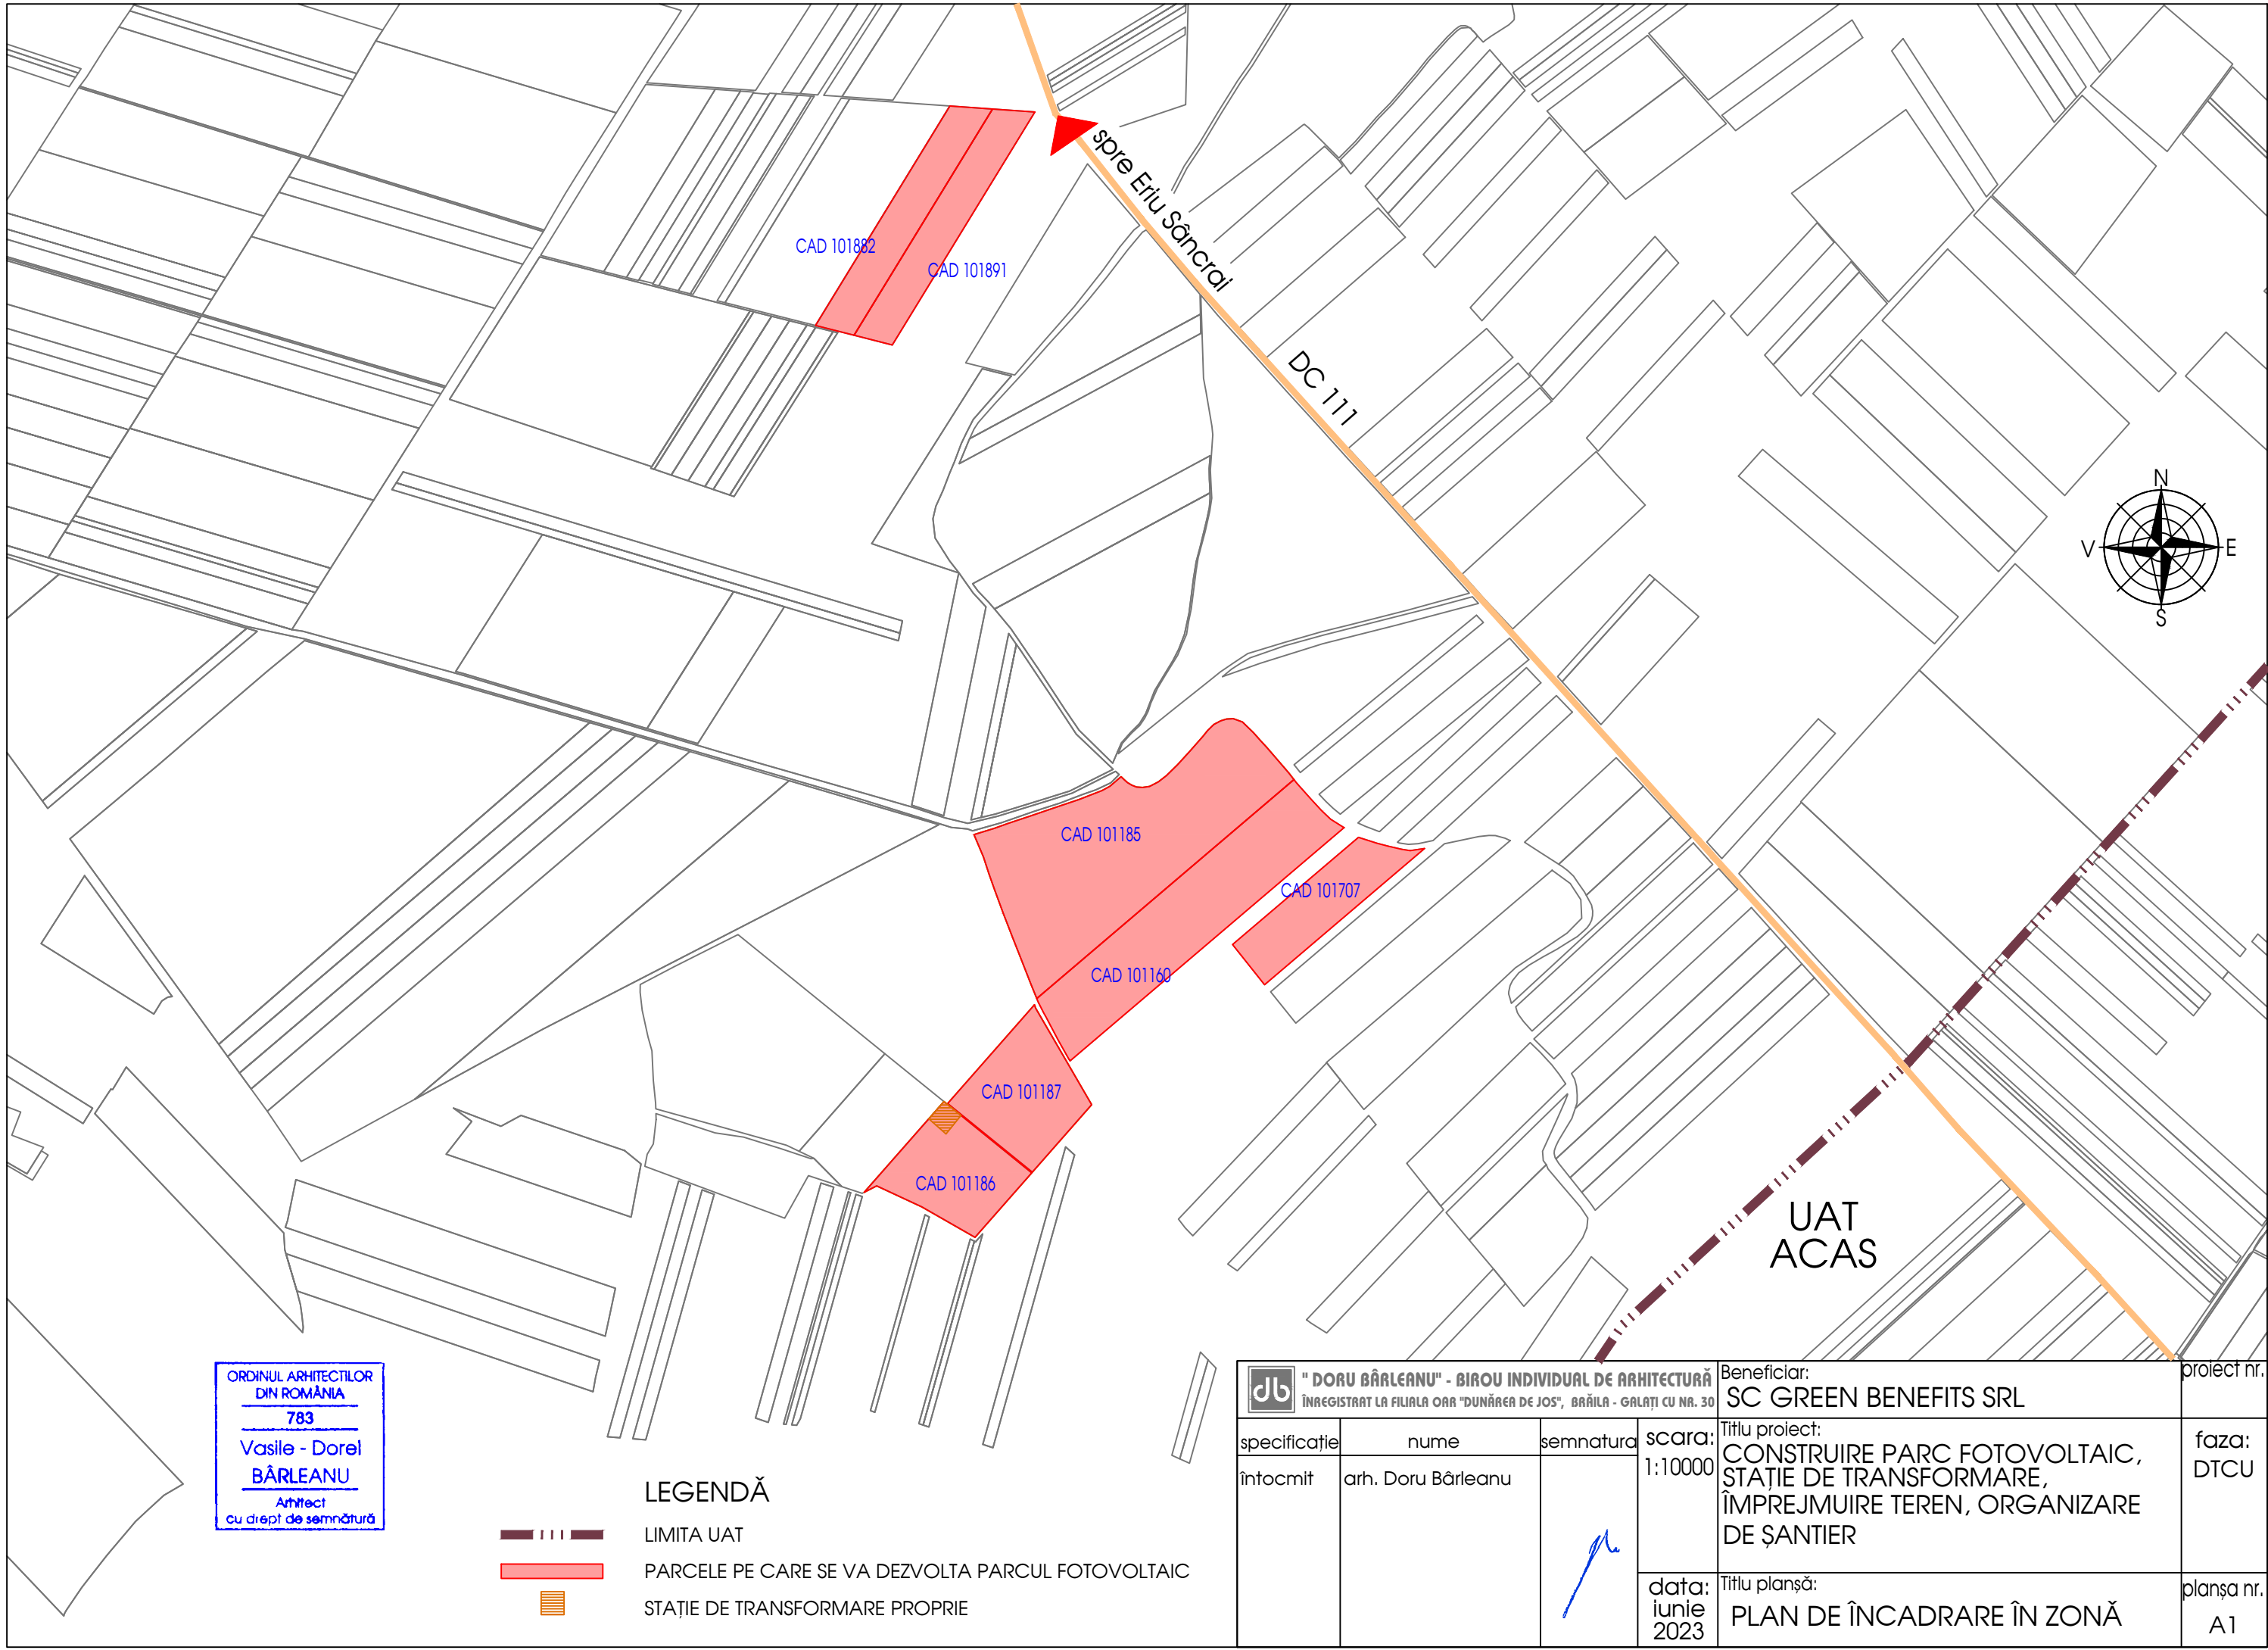 spre Eriu Sâncrai
CAD 101882
CAD 101891
DC 111
N
V
E
S
CAD 101185
CAD 101707
CAD 101160
CAD 101187
CAD 101186
UAT
ACAS
ORDINUL ARHITECTILOR
DIN ROMÂNIA
783
Vasile - Dorel
BÂRLEANU
Arhitect
cu drept de semnătură
LEGENDĂ
LIMITA UAT
PARCELE PE CARE SE VA DEZVOLTA PARCUL FOTOVOLTAIC
STAȚIE DE TRANSFORMARE PROPRIE
db
" DORU BÂRLEANU" - BIROU INDIVIDUAL DE ARHITECTURĂ
ÎNREGISTRAT LA FILIALA OAR "DUNĂREA DE JOS", BRĂILA - GALAȚI CU NR. 30
Beneficiar:
SC GREEN BENEFITS SRL
proiect nr.
specificație
nume
semnatura
scara:
1:10000
întocmit
arh. Doru Bârleanu
Titlu proiect:
CONSTRUIRE PARC FOTOVOLTAIC,
STAȚIE DE TRANSFORMARE,
ÎMPREJMUIRE TEREN, ORGANIZARE
DE ȘANTIER
faza:
DTCU
data:
iunie
2023
Titlu planșă:
PLAN DE ÎNCADRARE ÎN ZONĂ
planșa nr.
A1